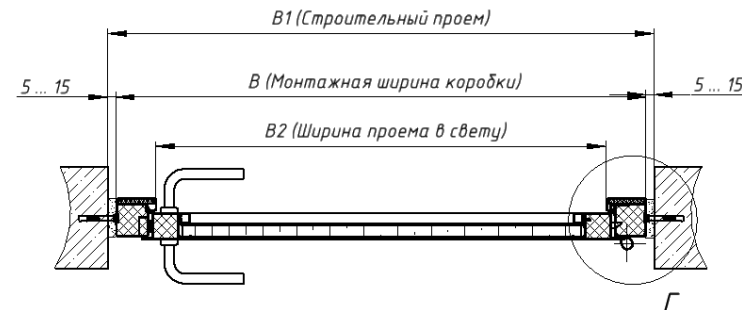 B1 (Строительный проем)
5 ... 15
B (Монтажная ширина коробки)
5 ... 15
B2 (Ширина проема в свету)
Г